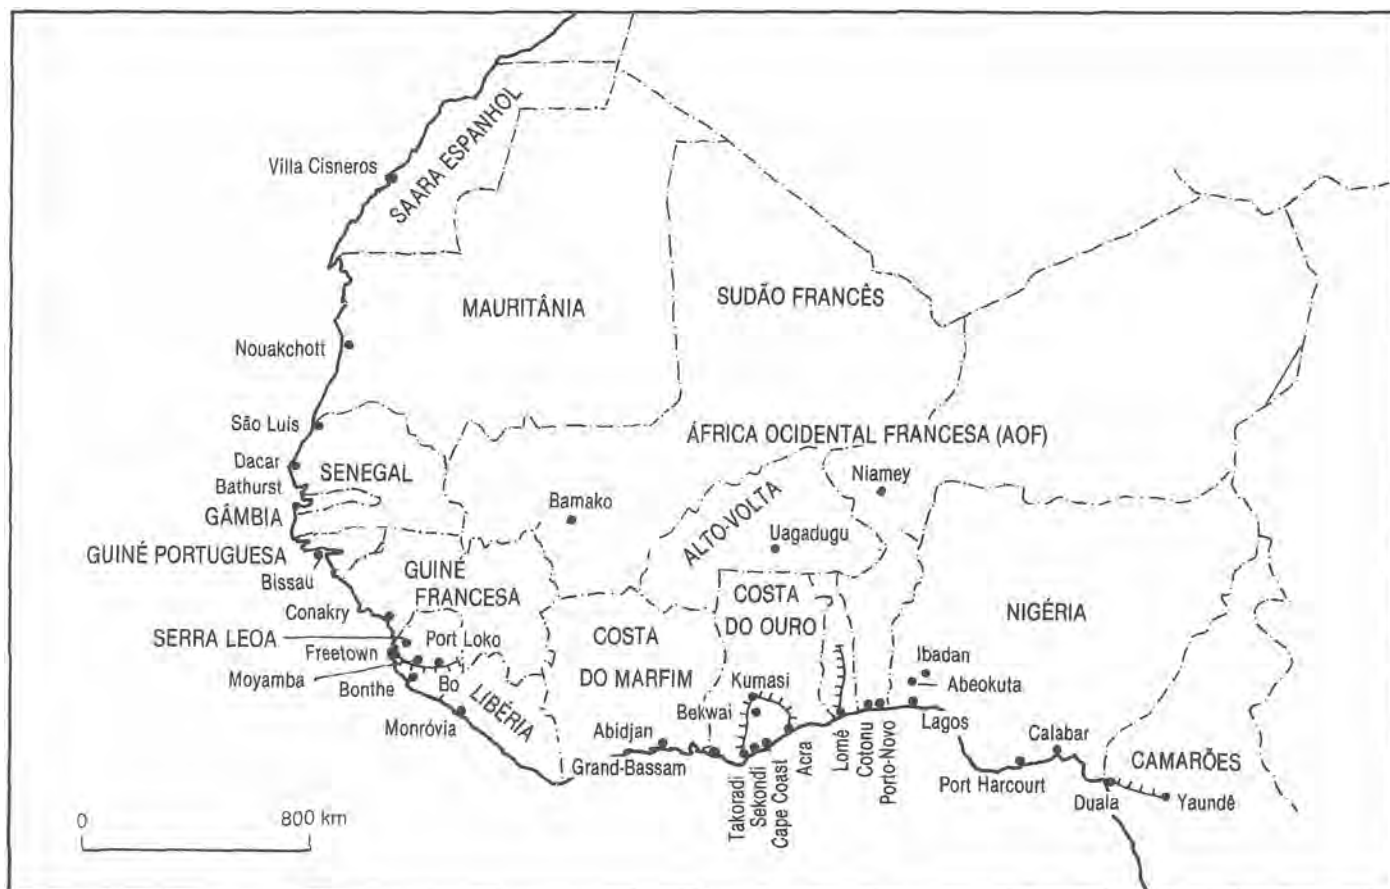 SAARA ESPANHOL
Villa Cisneros
MAURITÂNIA
SUDÃO FRANCÊS
Nouakchott
São Luis
ÁFRICA OCIDENTAL FRANCESA (AOF)
Dacar
SENEGAL
Niamey
Bathurst
Bamako
GÂMBIA
ALTO-VOLTA
Uagadugu
GUINÉ PORTUGUESA
Bissau
GUINÉ
FRANCESA
COSTA
DO OURO
NIGÉRIA
Conakry
SERRA LEOA
Port Loko
COSTA
DO MARFIM
Freetown
Moyamba
Bonthe
Bo
LIBÉRIA
Ibadan
Abeokuta
Kumasi
Bekwai
Monróvia
Lagos
Abidjan
Grand-Bassam
Takoradi
Sekondi
Cape Coast
Acra
Lomê
Cotonu
Porto-Novo
Calabar
Port Harcourt
CAMARÕES
Duala
Yaundê
0 800 km